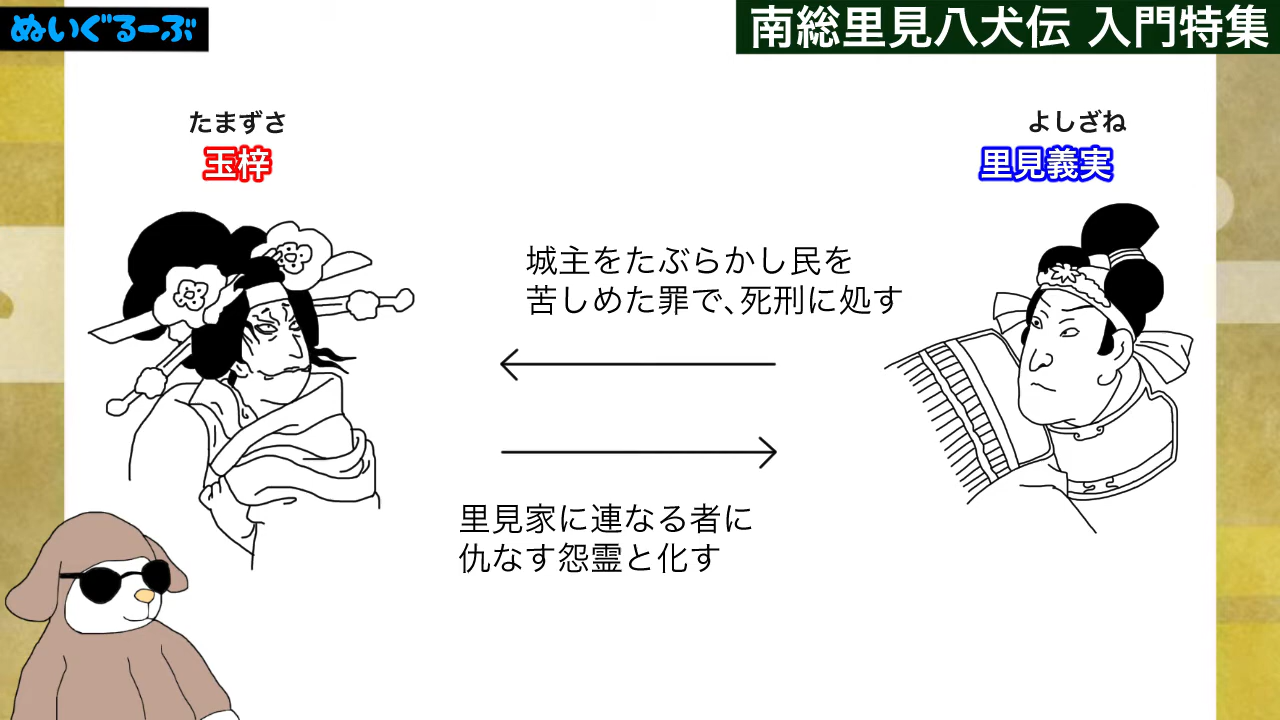 ぬいぐるーぶ
南総里見八犬伝 入門特集
たまずさ
玉梓
よしざね
里見義実
城主をたぶらかし民を
苦しめた罪で、死刑に処す
里見家に連なる者に
仇なす怨霊と化す